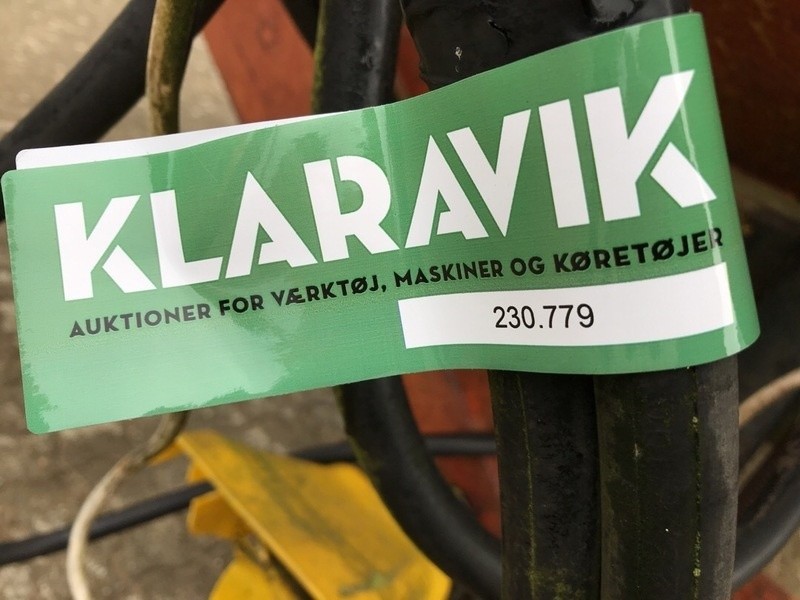 KLARAVIK
AUKTIONER FOR VÆRKTØJ, MASKINER OG KØRETØJER
230.779